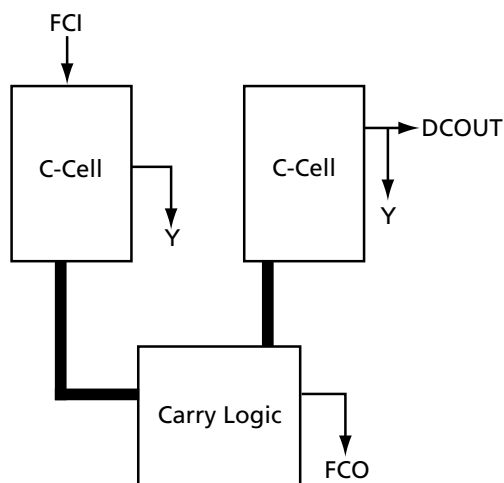 FCI
C-Cell
C-Cell
DCOUT
Y
Y
Carry Logic
FCO